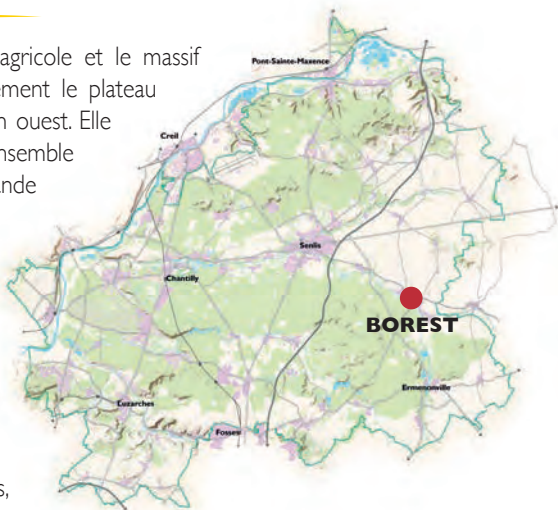 agricole et le massif
ement le plateau
n ouest. Elle
nsemble
nde
s,
Pont-Sainte-Maxence
Creil
Senlis
Chantilly
BOREST
Ermenonville
Luzarches
Fosses